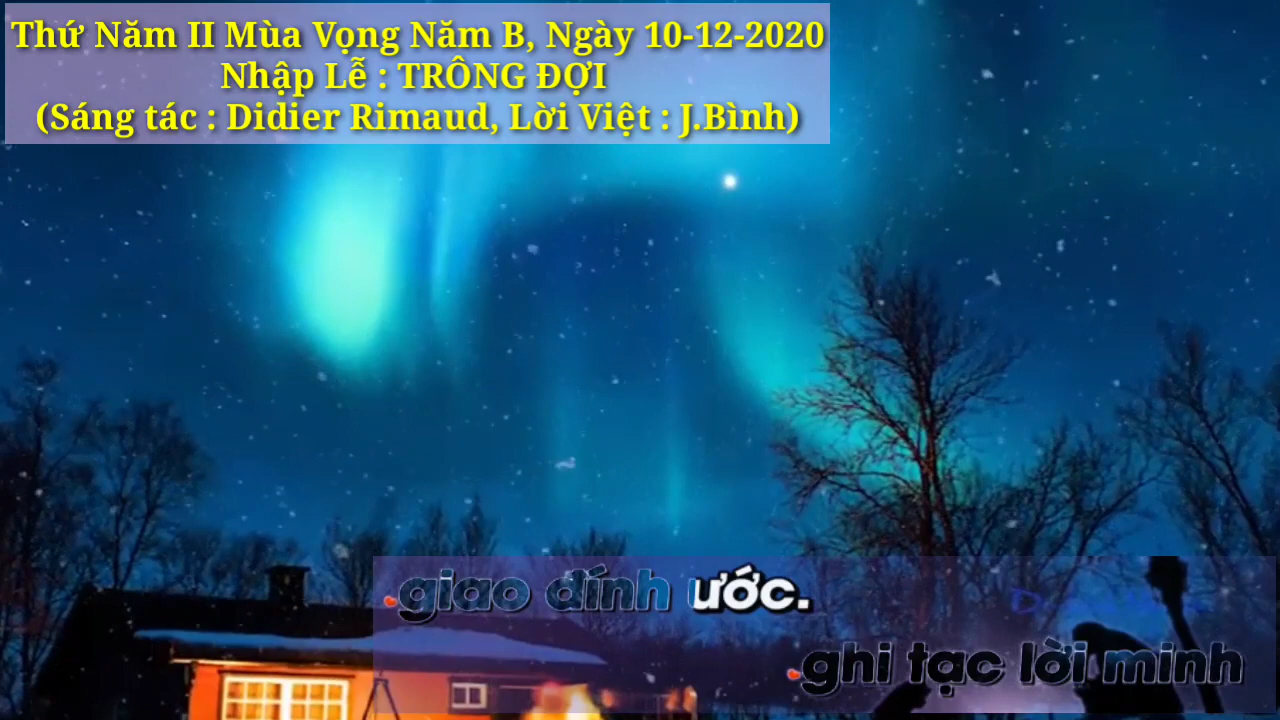 Thứ Năm II Mùa Vọng Năm B, Ngày 10-12-2020
Nhập Lễ : TRÔNG ĐỢI
(Sáng tác : Didier Rimaud, Lời Việt : J.Bình)
giao đính ước.
ghi tạc lời mình